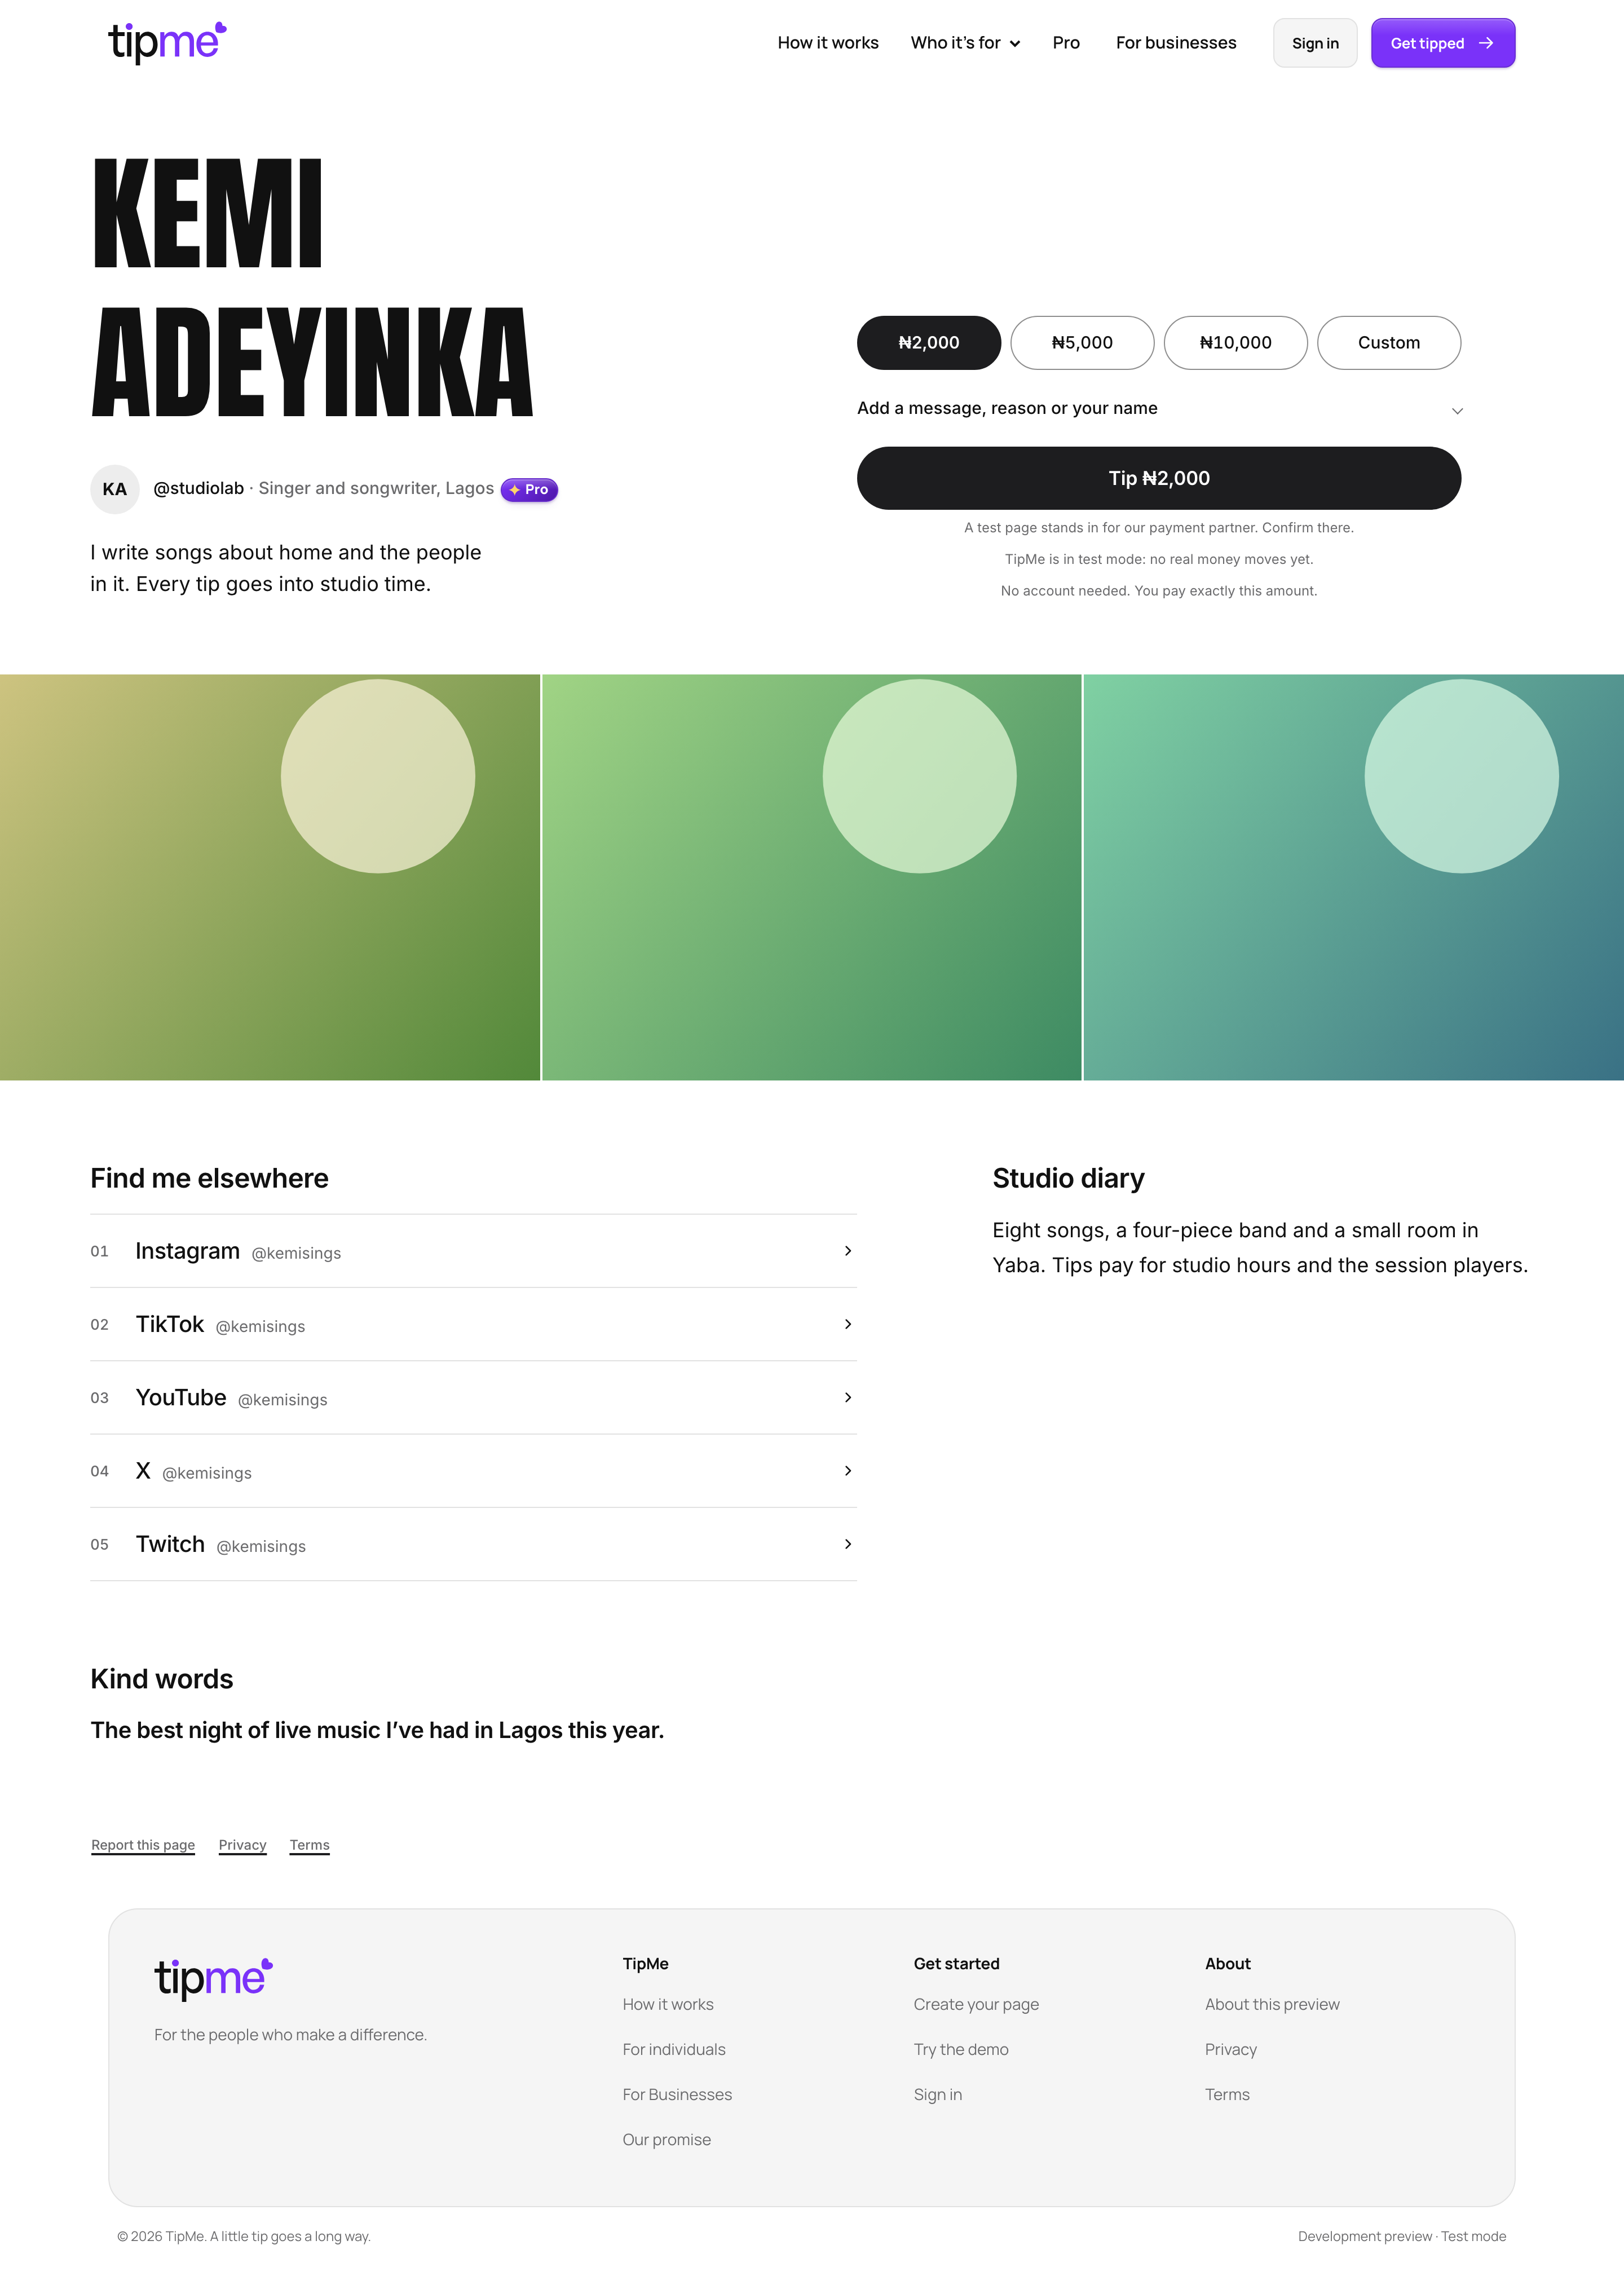 tipme
How it works
Who it's for
Pro
For businesses
Sign in
Get tipped
KEMI
ADEYINKA
KA
@studiolab · Singer and songwriter, Lagos
Pro
I write songs about home and the people
in it. Every tip goes into studio time.
₦2,000
₦5,000
₦10,000
Custom
Add a message, reason or your name
Tip ₦2,000
A test page stands in for our payment partner. Confirm there.
TipMe is in test mode: no real money moves yet.
No account needed. You pay exactly this amount.
Find me elsewhere
01 Instagram @kemisings
02 TikTok @kemisings
03 YouTube @kemisings
04 X @kemisings
05 Twitch @kemisings
Studio diary
Eight songs, a four-piece band and a small room in
Yaba. Tips pay for studio hours and the session players.
Kind words
The best night of live music I’ve had in Lagos this year.
Report this page
Privacy
Terms
tipme
For the people who make a difference.
TipMe
How it works
For individuals
For Businesses
Our promise
Get started
Create your page
Try the demo
Sign in
About
About this preview
Privacy
Terms
© 2026 TipMe. A little tip goes a long way.
Development preview · Test mode